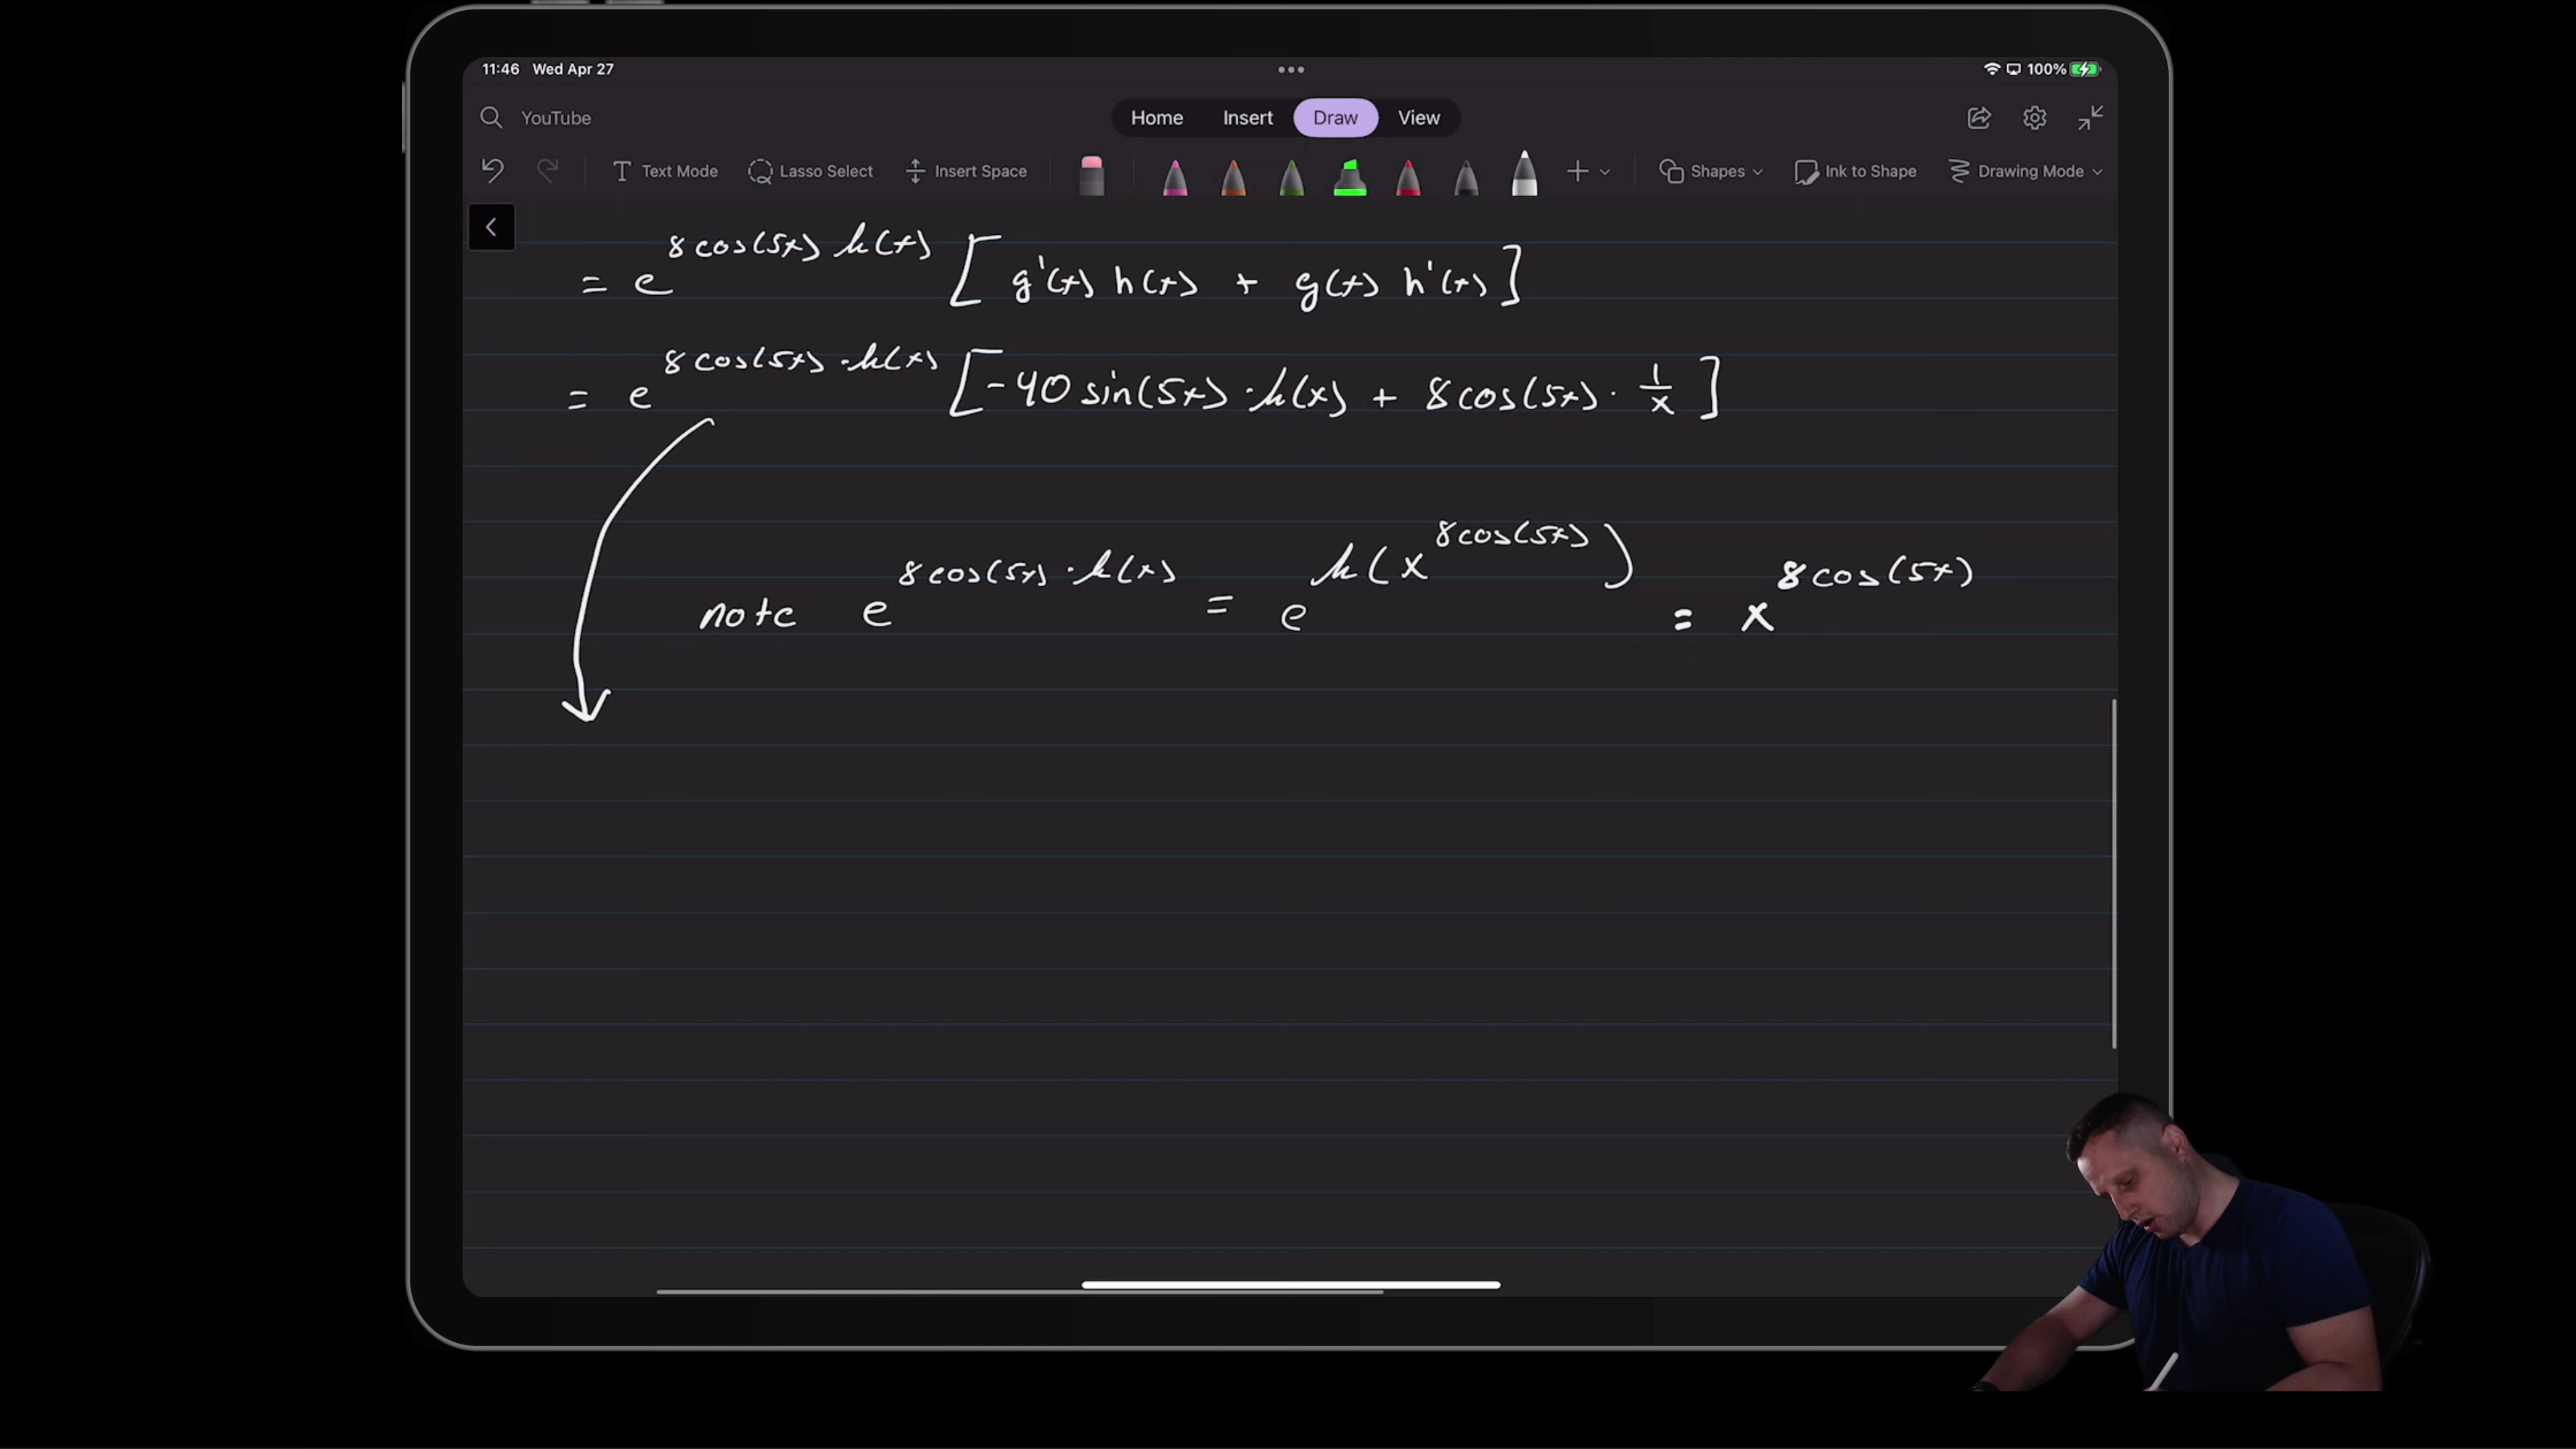 11:46 Wed Apr 27 100%
YouTube Home Insert Draw View
Text Mode Lasso Select Insert Space Shapes Ink to Shape Drawing Mode
= e^{8cos(5x) ln(x)} [ g'(x) h(x) + g(x) h'(x) ]
= e^{8cos(5x)·ln(x)} [ -40 sin(5x)·ln(x) + 8cos(5x)· 1/x ]
note e^{8cos(5x)·ln(x)} = e^{ln(x^{8cos(5x)})} = x^{8cos(5x)}